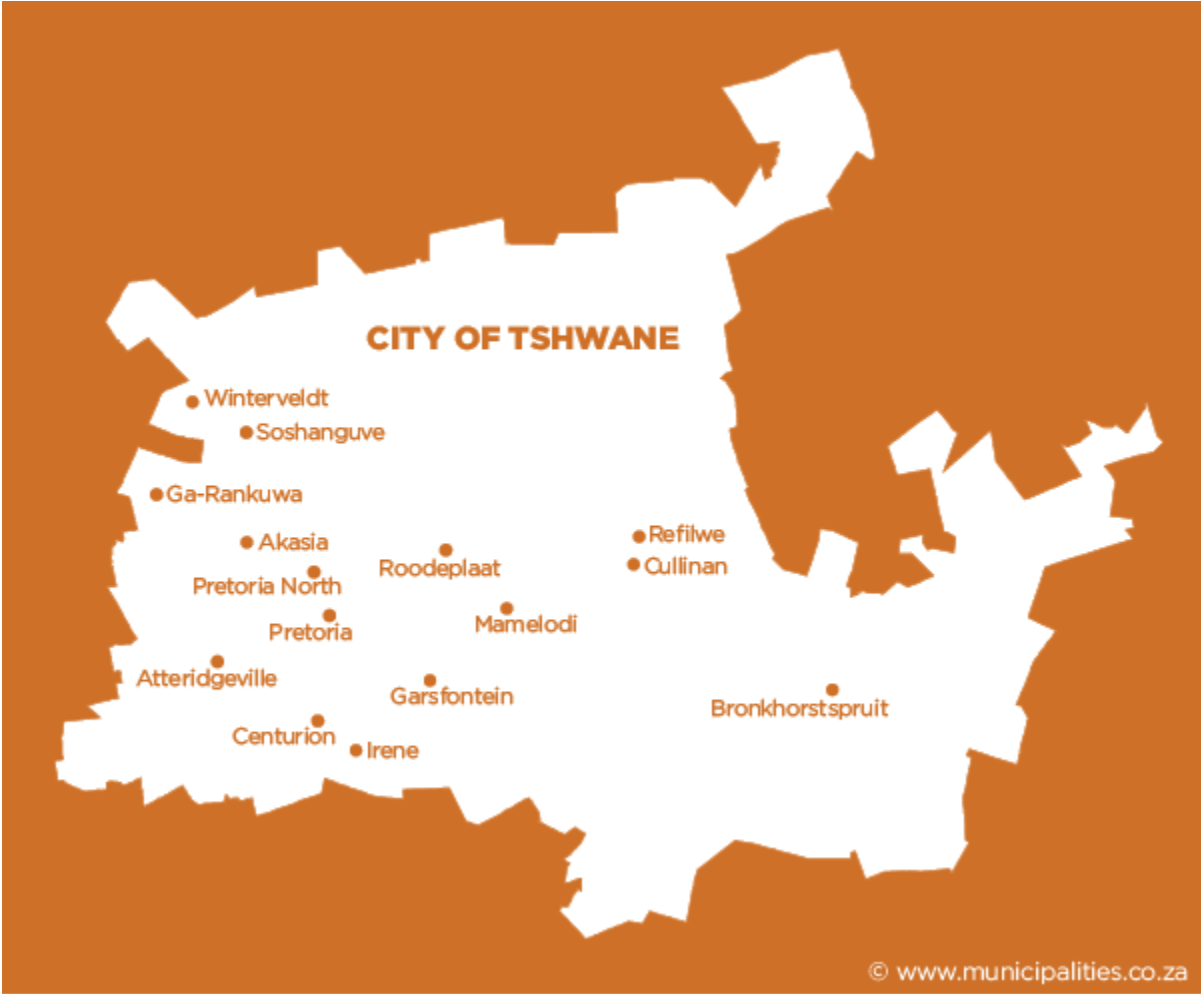 CITY OF TSHWANE
Winterveldt
Soshanguve
Ga-Rankuwa
Refilwe
Akasia
Cullinan
Roodeplaat
Pretoria North
Mamelodi
Pretoria
Atteridgeville
Garsfontein
Bronkhorstspruit
Centurion
Irene
© www.municipalities.co.za